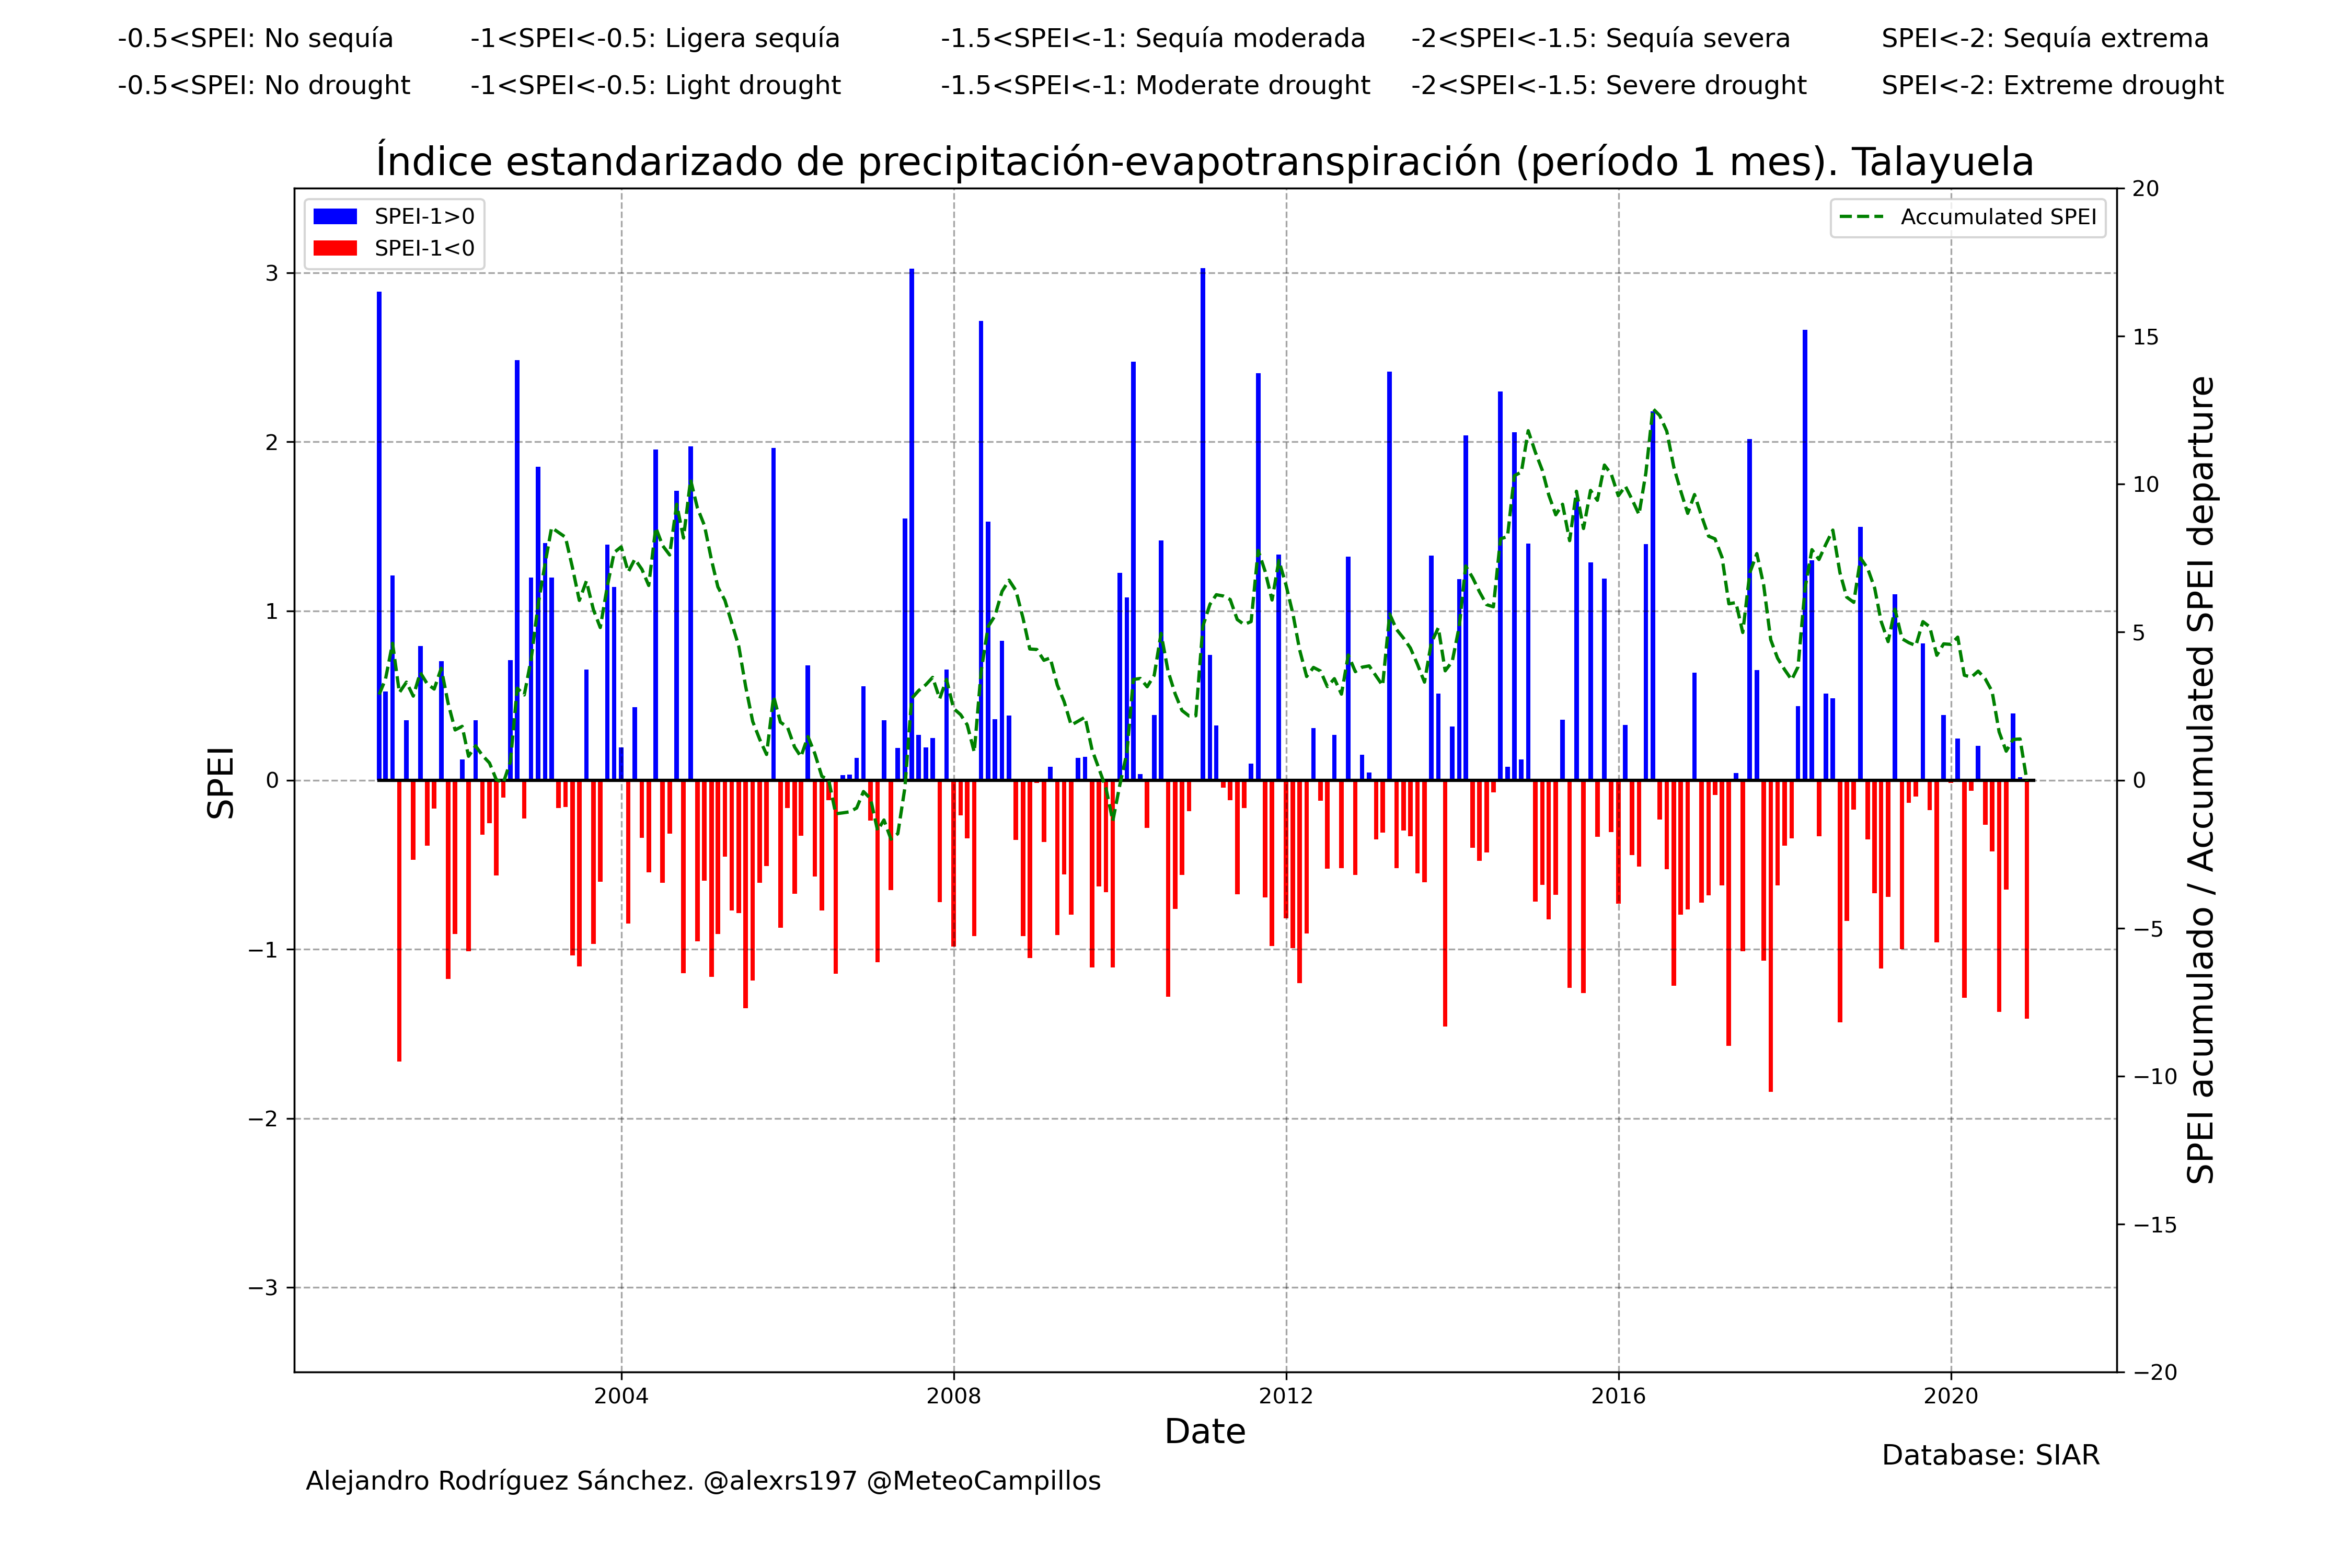 -0.5<SPEI: No sequía -1<SPEI<-0.5: Ligera sequía -1.5<SPEI<-1: Sequía moderada -2<SPEI<-1.5: Sequía severa SPEI<-2: Sequía extrema
-0.5<SPEI: No drought -1<SPEI<-0.5: Light drought -1.5<SPEI<-1: Moderate drought -2<SPEI<-1.5: Severe drought SPEI<-2: Extreme drought
Índice estandarizado de precipitación-evapotranspiración (período 1 mes). Talayuela
SPEI-1>0
SPEI-1<0
Accumulated SPEI
SPEI
3
2
1
0
−1
−2
−3
20
15
10
5
0
−5
−10
−15
−20
SPEI acumulado / Accumulated SPEI departure
2004 2008 2012 2016 2020
Date
Database: SIAR
Alejandro Rodríguez Sánchez. @alexrs197 @MeteoCampillos